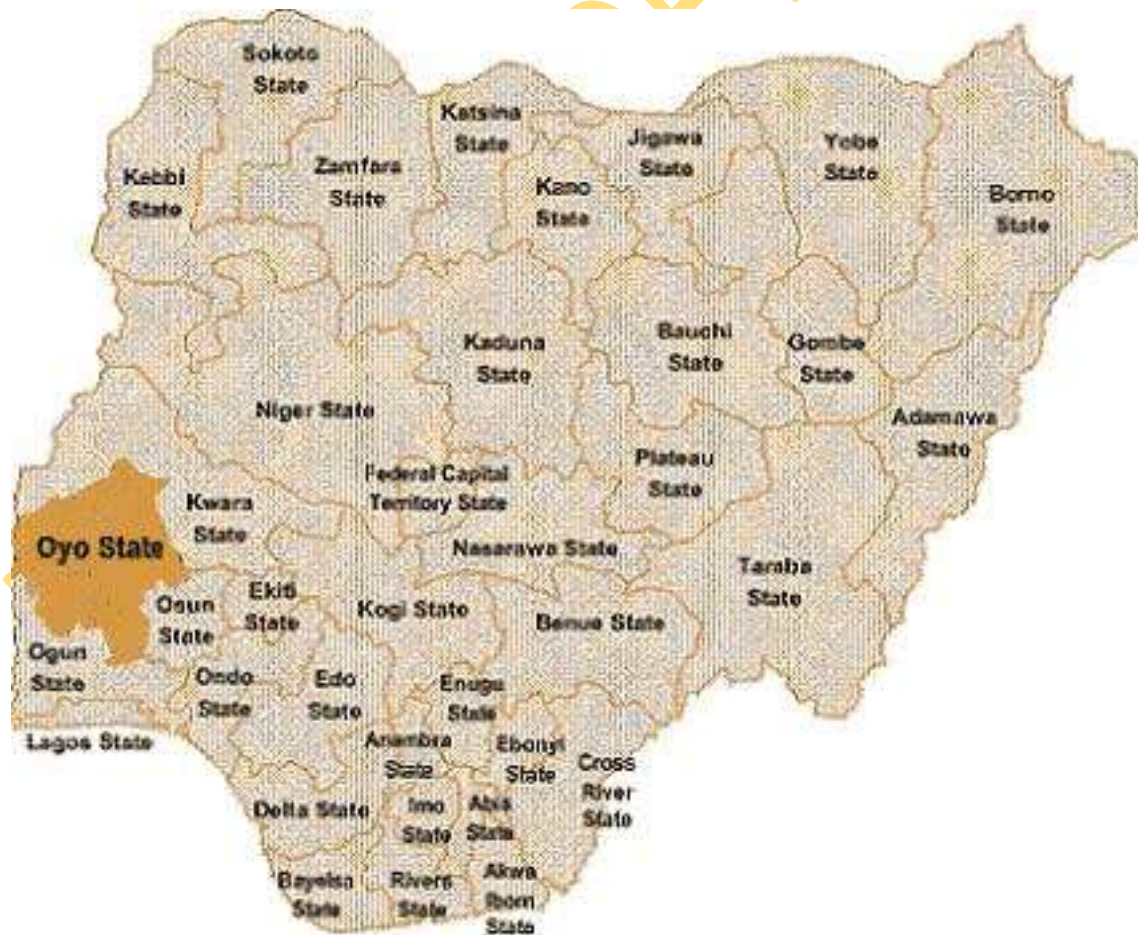 Sokoto
State
Katsina
State
Jigawa
State
Yobe
State
Kebbi
State
Zamfara
State
Kano
State
Borno
State
Kaduna
State
Bauchi
State
Gombe
State
Niger State
Adamawa
State
Plateau
State
Federal Capital
Territory State
Kwara
State
Oyo State
Nasarawa State
Taraba
State
Osun
State
Ekiti
State
Kogi State
Benue State
Ogun
State
Ondo
State
Edo
State
Enugu
State
Lagos State
Anambra
State
Ebonyi
State
Cross
River
State
Delta State
Imo
State
Abia
State
Bayelsa
State
Rivers
State
Akwa
Ibom
State